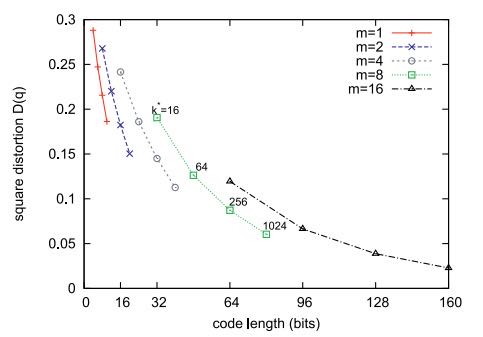 0.3
0.25
0.2
0.15
0.1
0.05
0
square distortion D(q)
m=1
m=2
m=4
m=8
m=16
k*=16
64
256
1024
0 16 32 64 96 128 160
code length (bits)